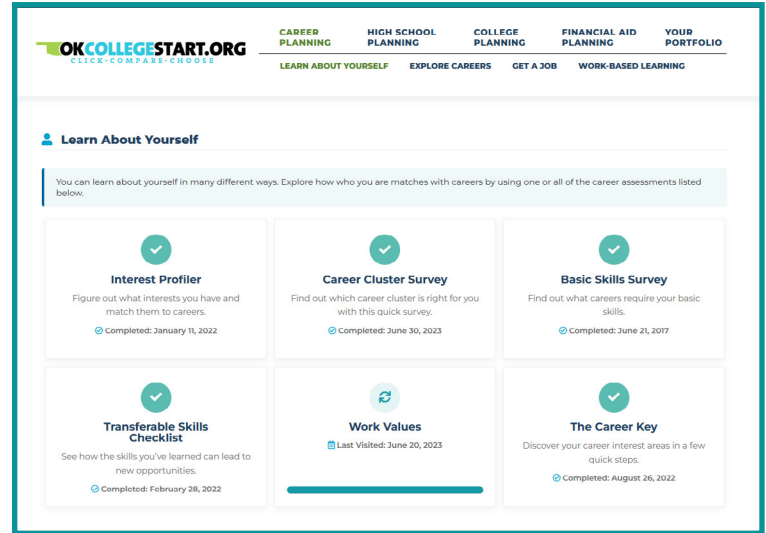 OKCOLLEGESTART.ORG
CLICK-COMPARE-CHOOSE
CAREER PLANNING
HIGH SCHOOL PLANNING
COLLEGE PLANNING
FINANCIAL AID PLANNING
YOUR PORTFOLIO
LEARN ABOUT YOURSELF EXPLORE CAREERS GET A JOB WORK-BASED LEARNING
Learn About Yourself
You can learn about yourself in many different ways. Explore how who you are matches with careers by using one or all of the career assessments listed
below.
Interest Profiler
Figure out what interests you have and
match them to careers.
Completed: January 11, 2022
Career Cluster Survey
Find out which career cluster is right for you
with this quick survey.
Completed: June 30, 2023
Basic Skills Survey
Find out what careers require your basic
skills.
Completed: June 21, 2017
Transferable Skills
Checklist
See how the skills you've learned can lead to
new opportunities.
Completed: February 28, 2022
Work Values
Last Visited: June 20, 2023
The Career Key
Discover your career interest areas in a few
quick steps.
Completed: August 26, 2022